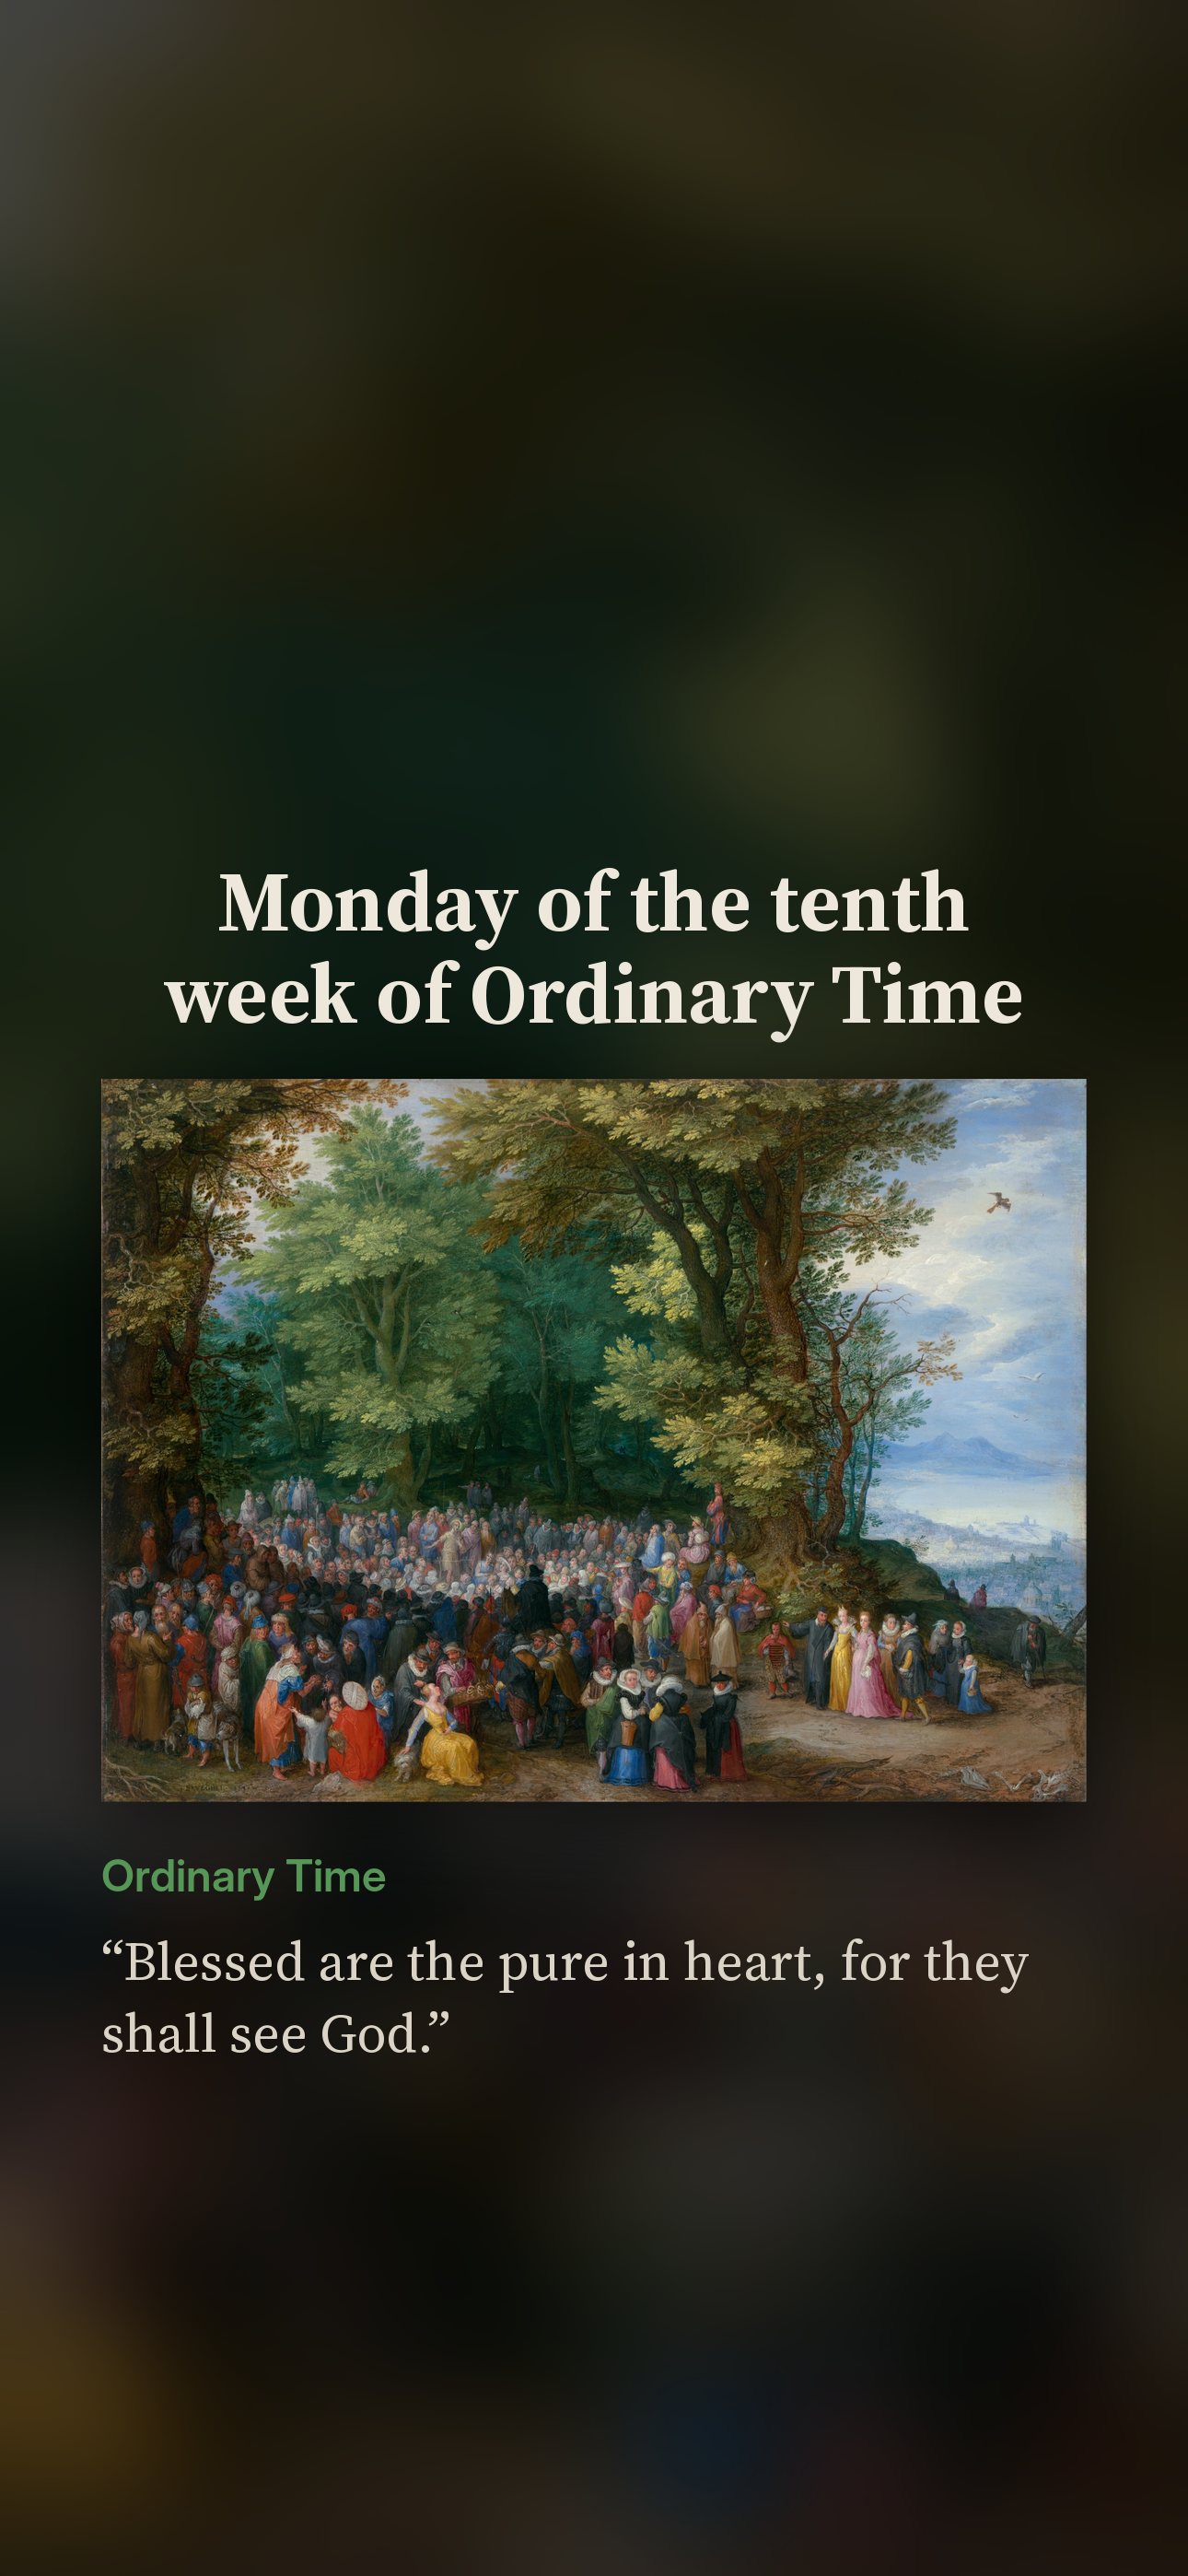 Monday of the tenth
week of Ordinary Time
Ordinary Time
“Blessed are the pure in heart, for they
shall see God.”